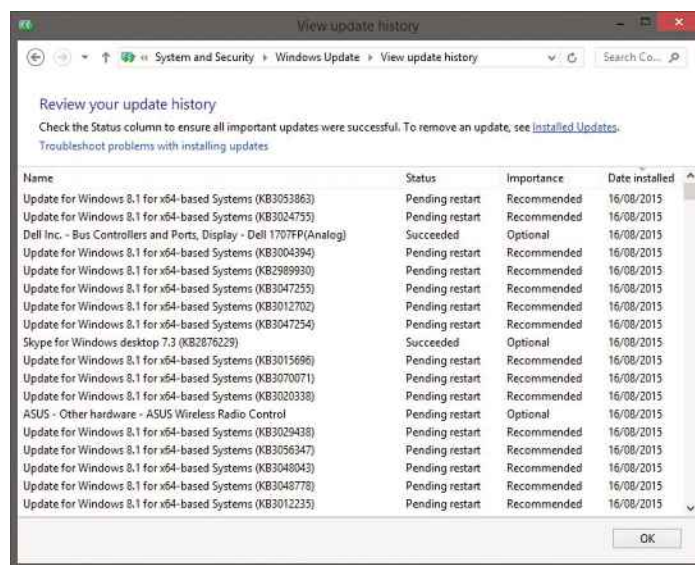 View update history
« System and Security ▸ Windows Update ▸ View update history Search Co...
Review your update history
Check the Status column to ensure all important updates were successful. To remove an update, see Installed Updates.
Troubleshoot problems with installing updates
Name Status Importance Date installed
Update for Windows 8.1 for x64-based Systems (KB3053863) Pending restart Recommended 16/08/2015
Update for Windows 8.1 for x64-based Systems (KB3024755) Pending restart Recommended 16/08/2015
Dell Inc. - Bus Controllers and Ports, Display - Dell 1707FP(Analog) Succeeded Optional 16/08/2015
Update for Windows 8.1 for x64-based Systems (KB3004394) Pending restart Recommended 16/08/2015
Update for Windows 8.1 for x64-based Systems (KB2989930) Pending restart Recommended 16/08/2015
Update for Windows 8.1 for x64-based Systems (KB3047255) Pending restart Recommended 16/08/2015
Update for Windows 8.1 for x64-based Systems (KB3012702) Pending restart Recommended 16/08/2015
Update for Windows 8.1 for x64-based Systems (KB3047254) Pending restart Recommended 16/08/2015
Skype for Windows desktop 7.3 (KB2876229) Succeeded Optional 16/08/2015
Update for Windows 8.1 for x64-based Systems (KB3015696) Pending restart Recommended 16/08/2015
Update for Windows 8.1 for x64-based Systems (KB3070071) Pending restart Recommended 16/08/2015
Update for Windows 8.1 for x64-based Systems (KB3020338) Pending restart Recommended 16/08/2015
ASUS - Other hardware - ASUS Wireless Radio Control Pending restart Optional 16/08/2015
Update for Windows 8.1 for x64-based Systems (KB3029438) Pending restart Recommended 16/08/2015
Update for Windows 8.1 for x64-based Systems (KB3056347) Pending restart Recommended 16/08/2015
Update for Windows 8.1 for x64-based Systems (KB3048043) Pending restart Recommended 16/08/2015
Update for Windows 8.1 for x64-based Systems (KB3048778) Pending restart Recommended 16/08/2015
Update for Windows 8.1 for x64-based Systems (KB3012235) Pending restart Recommended 16/08/2015
OK